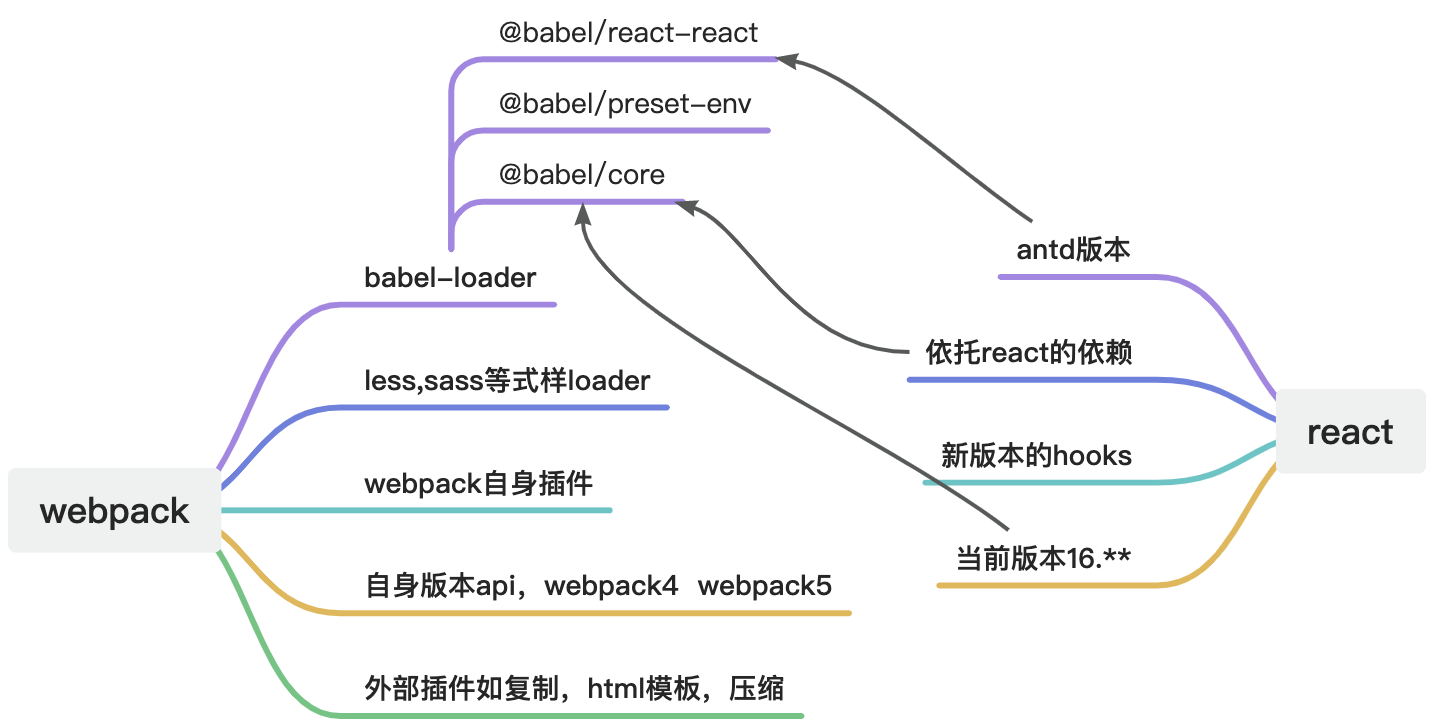 @babel/react-react
@babel/preset-env
@babel/core
babel-loader
less,sass等式样loader
webpack自身插件
webpack
自身版本api，webpack4 webpack5
外部插件如复制，html模板，压缩
antd版本
依托react的依赖
新版本的hooks
当前版本16.**
react